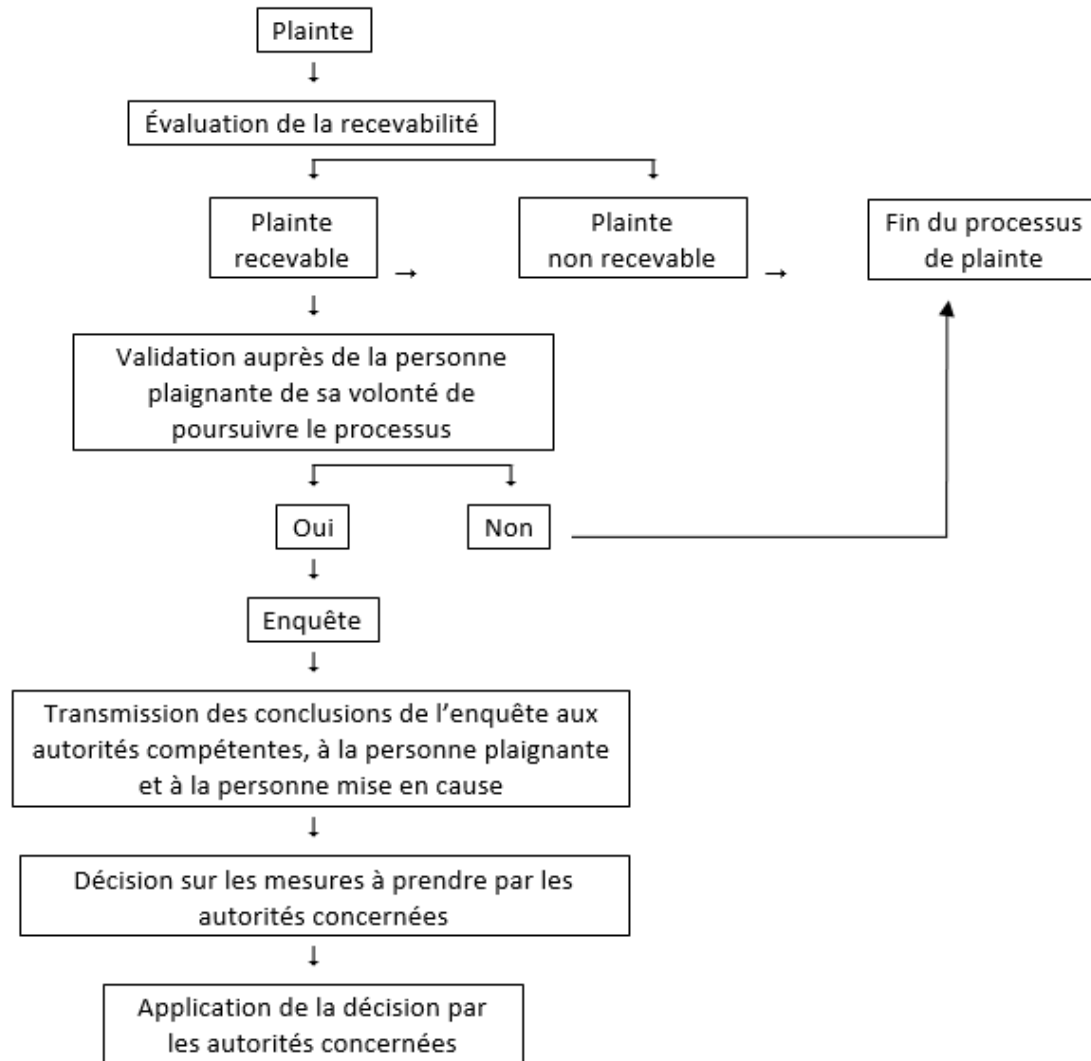 Plainte
↓
Évaluation de la recevabilité
Plainte
recevable
→
Plainte
non recevable
→
Fin du processus
de plainte
↓
Validation auprès de la personne
plaignante de sa volonté de
poursuivre le processus
Oui
Non
↓
Enquête
↓
Transmission des conclusions de l’enquête aux
autorités compétentes, à la personne plaignante
et à la personne mise en cause
↓
Décision sur les mesures à prendre par les
autorités concernées
↓
Application de la décision par
les autorités concernées